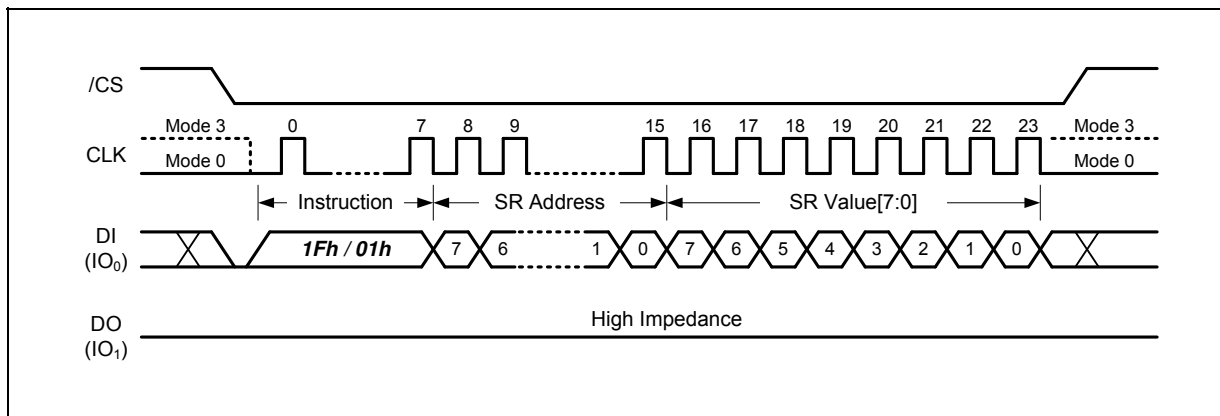 /CS
Mode 3 0 7 8 9 15 16 17 18 19 20 21 22 23 Mode 3
CLK
Mode 0 Mode 0
Instruction SR Address SR Value[7:0]
DI
(IO₀)
1Fh / 01h 7 6 1 0 7 6 5 4 3 2 1 0
High Impedance
DO
(IO₁)